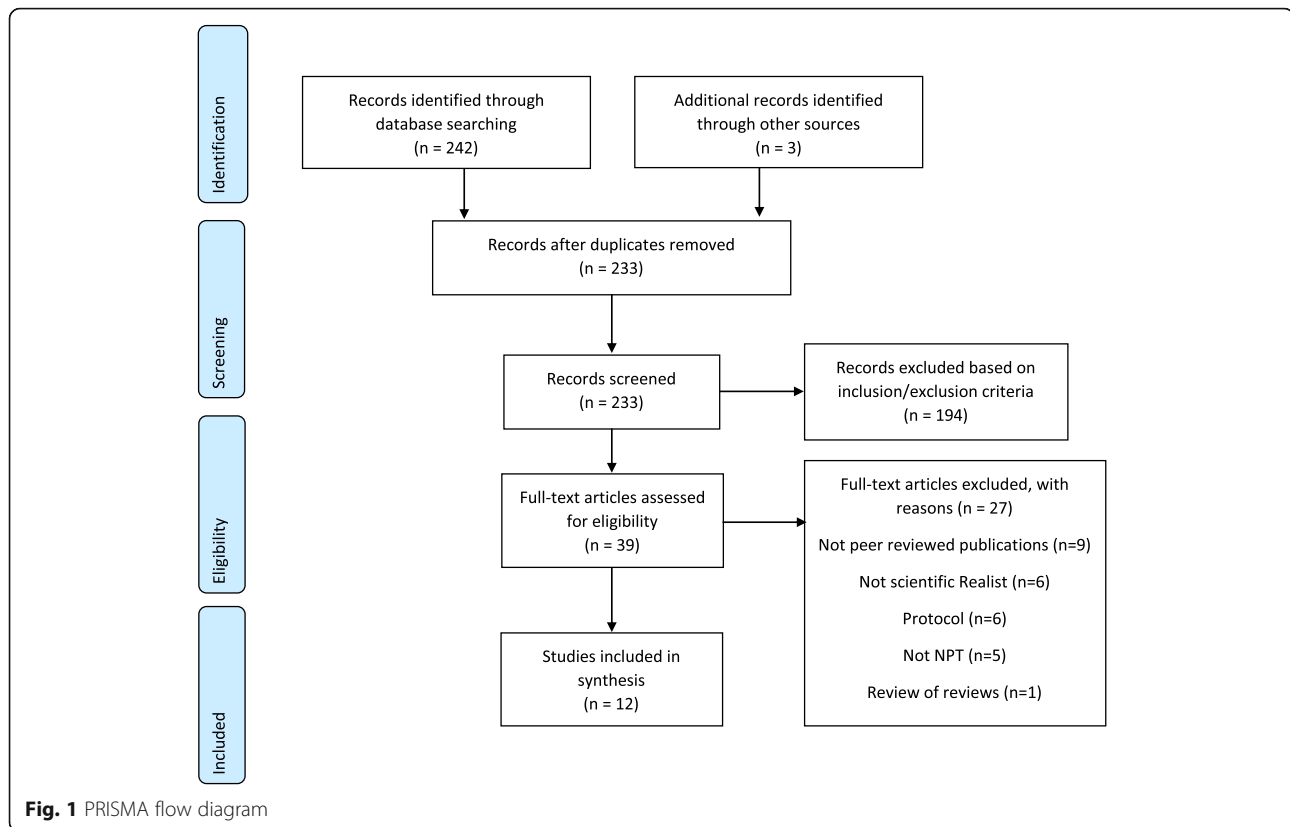 Identification
Records identified through
database searching
(n = 242)
Additional records identified
through other sources
(n = 3)
Screening
Records after duplicates removed
(n = 233)
Records screened
(n = 233)
Records excluded based on
inclusion/exclusion criteria
(n = 194)
Eligibility
Full-text articles assessed
for eligibility
(n = 39)
Full-text articles excluded, with
reasons (n = 27)
Not peer reviewed publications (n=9)
Not scientific Realist (n=6)
Protocol (n=6)
Not NPT (n=5)
Review of reviews (n=1)
Included
Studies included in
synthesis
(n = 12)
Fig. 1 PRISMA flow diagram